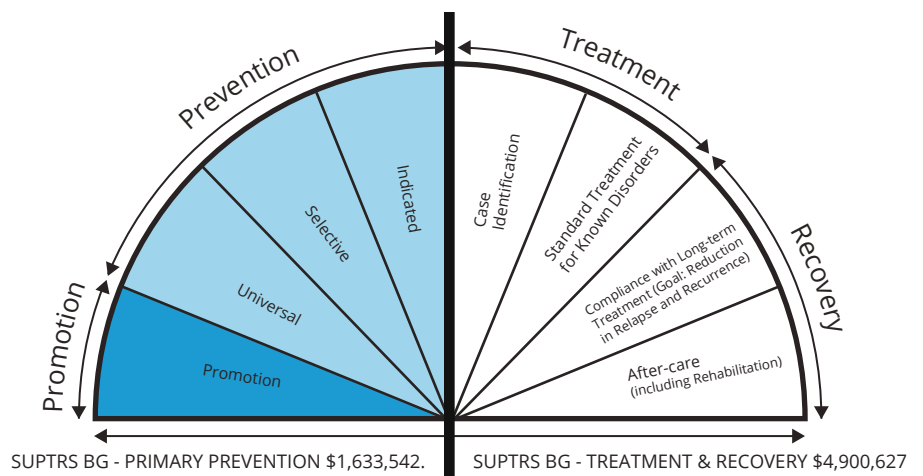 Promotion
Prevention
Treatment
Recovery
Promotion
Universal
Selective
Indicated
Case
Identification
Standard Treatment
for Known Disorders
Compliance with Long-term
Treatment (Goal: Reduction
in Relapse and Recurrence)
After-care
(including Rehabilitation)
SUPTRS BG - PRIMARY PREVENTION $1,633,542.
SUPTRS BG - TREATMENT & RECOVERY $4,900,627